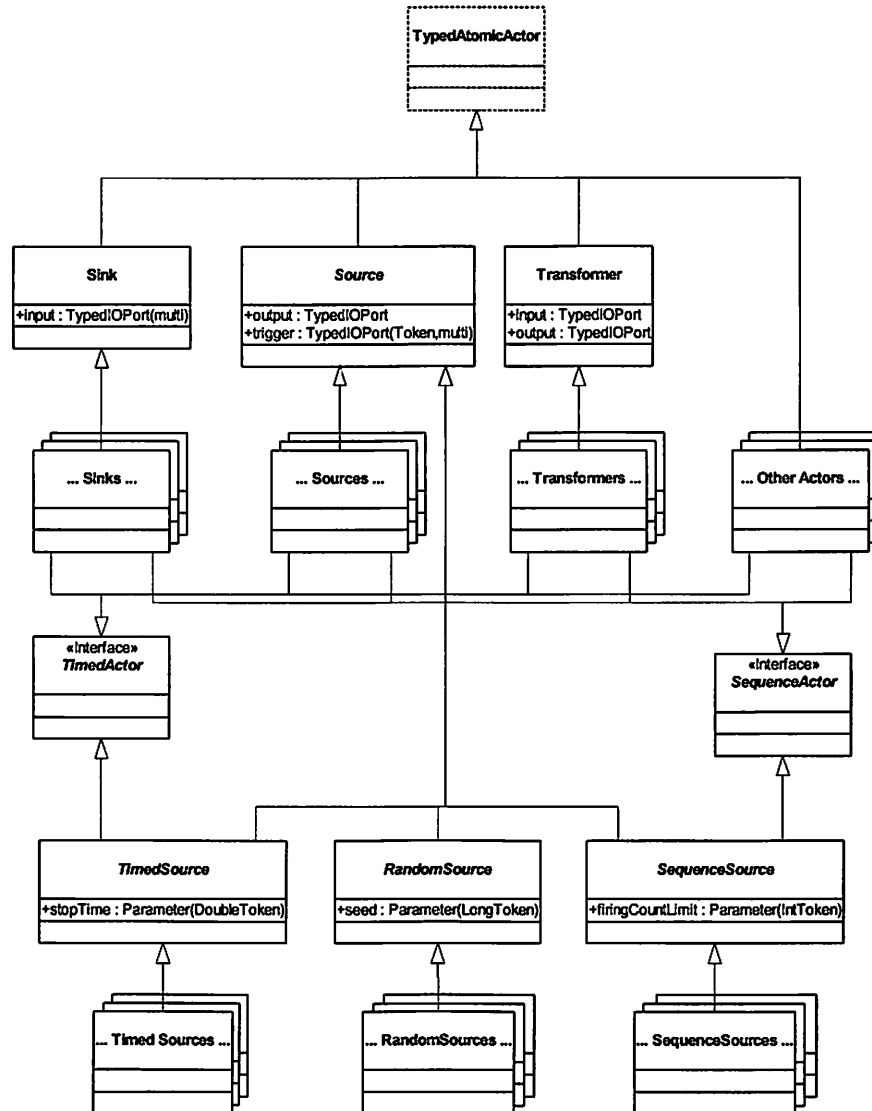 TypedAtomicActor
Sink
+input : TypedIOPort(multi)
Source
+output : TypedIOPort
+trigger : TypedIOPort(Token,multi)
Transformer
+input : TypedIOPort
+output : TypedIOPort
... Sinks ...
... Sources ...
... Transformers ...
... Other Actors ...
«Interface»
TimedActor
«Interface»
SequenceActor
TimedSource
+stopTime : Parameter(DoubleToken)
RandomSource
+seed : Parameter(LongToken)
SequenceSource
+firingCountLimit : Parameter(IntToken)
... Timed Sources ...
... RandomSources ...
... SequenceSources ...